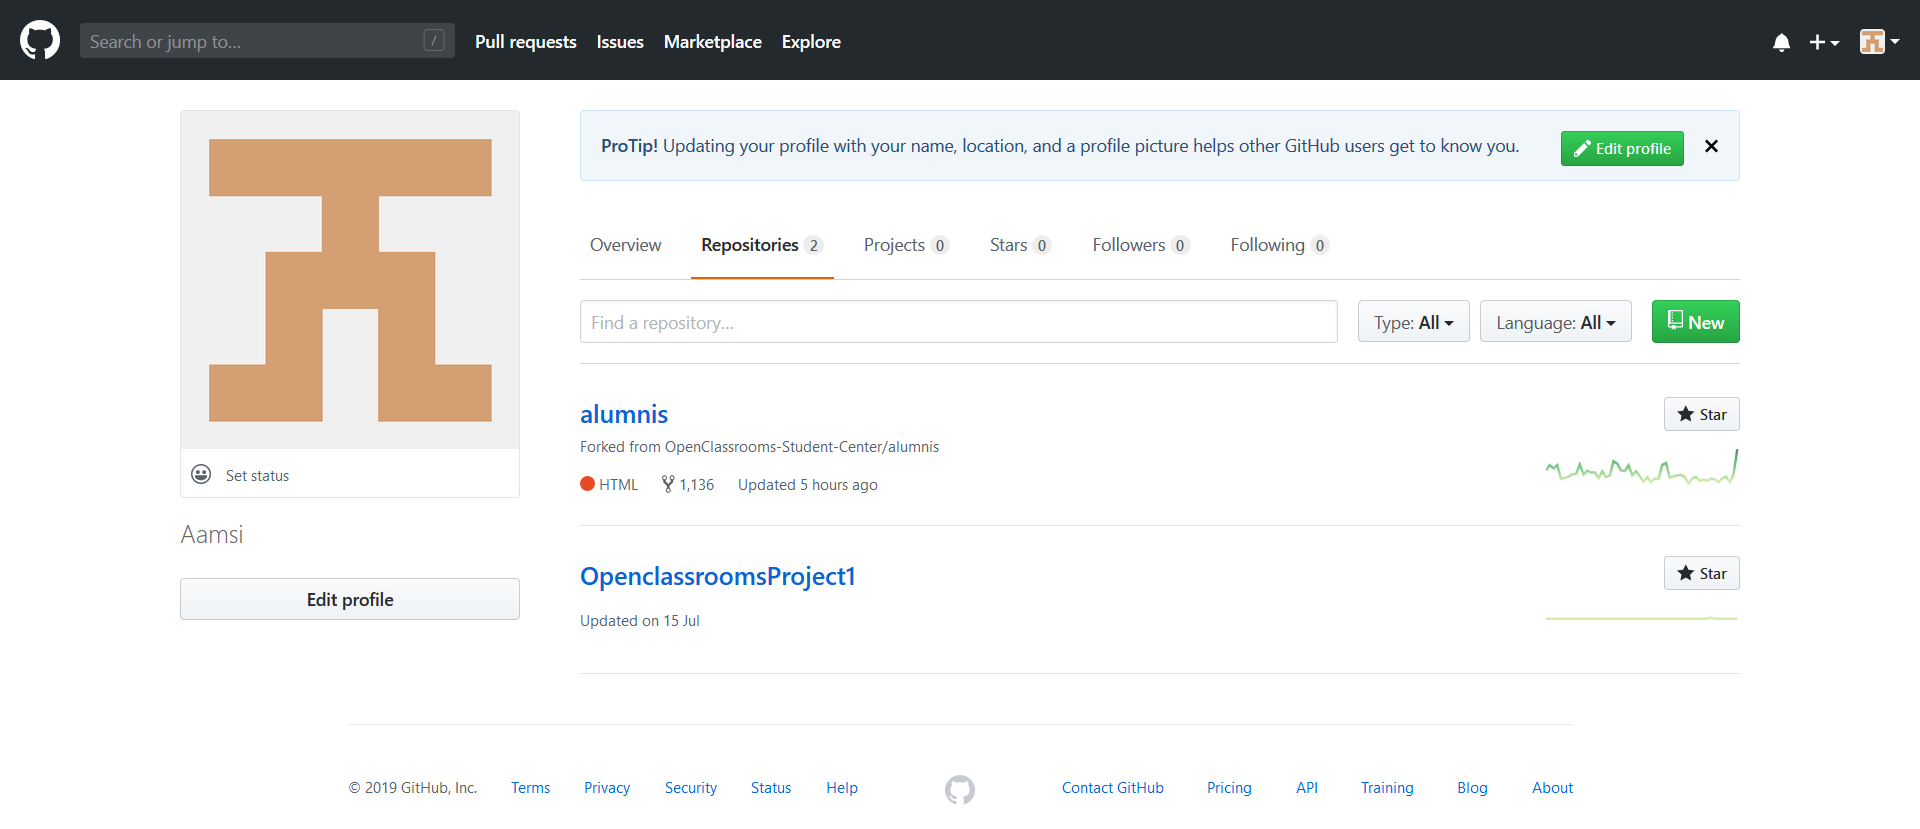 Search or jump to... /
Pull requests Issues Marketplace Explore
ProTip! Updating your profile with your name, location, and a profile picture helps other GitHub users get to know you.
Edit profile
Overview Repositories 2 Projects 0 Stars 0 Followers 0 Following 0
Find a repository... Type: All Language: All New
alumnis
Star
Forked from OpenClassrooms-Student-Center/alumnis
HTML 1,136 Updated 5 hours ago
Set status
Aamsi
Edit profile
OpenclassroomsProject1
Star
Updated on 15 Jul
© 2019 GitHub, Inc. Terms Privacy Security Status Help Contact GitHub Pricing API Training Blog About